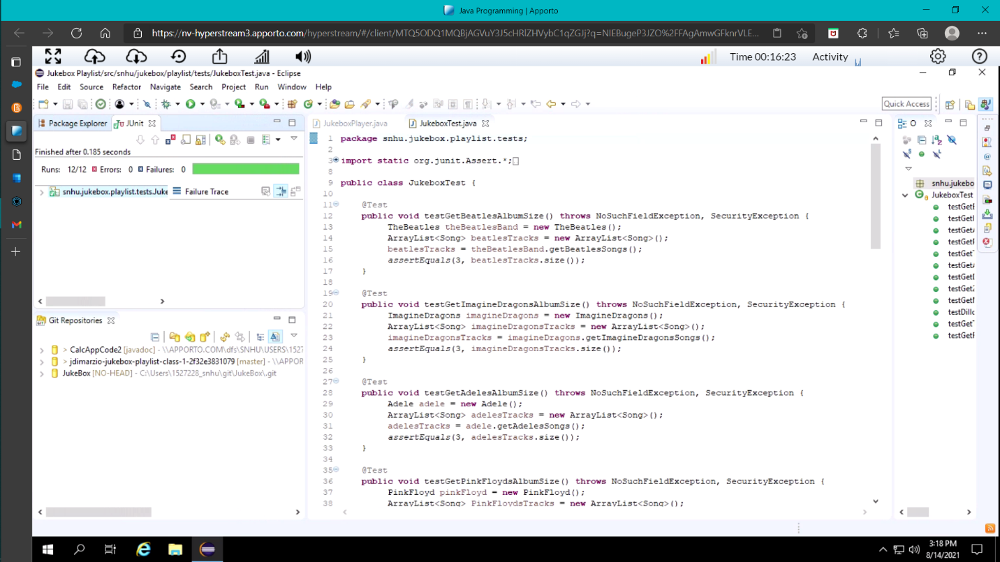 Java Programming | Apporto
https://nv-hyperstream3.apporto.com/hyperstream/#/client/MTQ5ODQ1MQBjAGVuY3J5cHRlZHVybC1qZGJj?q=NIEBugeP3JZO%2FFAgAmwGFknrVLE...
Time 00:16:23 Activity
Jukebox Playlist/src/snhu/jukebox/playlist/tests/JukeboxTest.java - Eclipse
File Edit Source Refactor Navigate Search Project Run Window Help
Quick Access
Package Explorer JUnit
JukeboxPlayer.java JukeboxTest.java
Finished after 0.185 seconds
Runs: 12/12 Errors: 0 Failures: 0
snhu.jukebox.playlist.tests.Juke Failure Trace
1 package snhu.jukebox.playlist.tests;
2
3 import static org.junit.Assert.*;
8
9 public class JukeboxTest {
10
11 @Test
12 public void testGetBeatlesAlbumSize() throws NoSuchFieldException, SecurityException {
13 TheBeatles theBeatlesBand = new TheBeatles();
14 ArrayList<Song> beatlesTracks = new ArrayList<Song>();
15 beatlesTracks = theBeatlesBand.getBeatlesSongs();
16 assertEquals(3, beatlesTracks.size());
17 }
18
19 @Test
20 public void testGetImagineDragonsAlbumSize() throws NoSuchFieldException, SecurityException {
21 ImagineDragons imagineDragons = new ImagineDragons();
22 ArrayList<Song> imagineDragonsTracks = new ArrayList<Song>();
23 imagineDragonsTracks = imagineDragons.getImagineDragonsSongs();
24 assertEquals(3, imagineDragonsTracks.size());
25 }
26
27 @Test
28 public void testGetAdelesAlbumSize() throws NoSuchFieldException, SecurityException {
29 Adele adele = new Adele();
30 ArrayList<Song> adelesTracks = new ArrayList<Song>();
31 adelesTracks = adele.getAdelesSongs();
32 assertEquals(3, adelesTracks.size());
33 }
34
35 @Test
36 public void testGetPinkFloydsAlbumSize() throws NoSuchFieldException, SecurityException {
37 PinkFloyd pinkFloyd = new PinkFloyd();
38 ArrayList<Song> PinkFloydsTracks = new ArrayList<Song>();
Git Repositories
> CalcAppCode2 [javadoc] - \\APPORTO.COM\dfs\SNHU\USERS\1527
> jdimarzio-jukebox-playlist-class-1-2f32e3831079 [master] - \\APPOR
JukeBox [NO-HEAD] - C:\Users\1527228_snhu\git\JukeBox\.git
O
snhu.jukebo
JukeboxTest
testGetB
testGetI
testGetA
testGetP
testGetT
testGetA
testGetD
testGet2
testGetM
testDillo
testGetT
testGetF
3:18 PM
8/14/2021